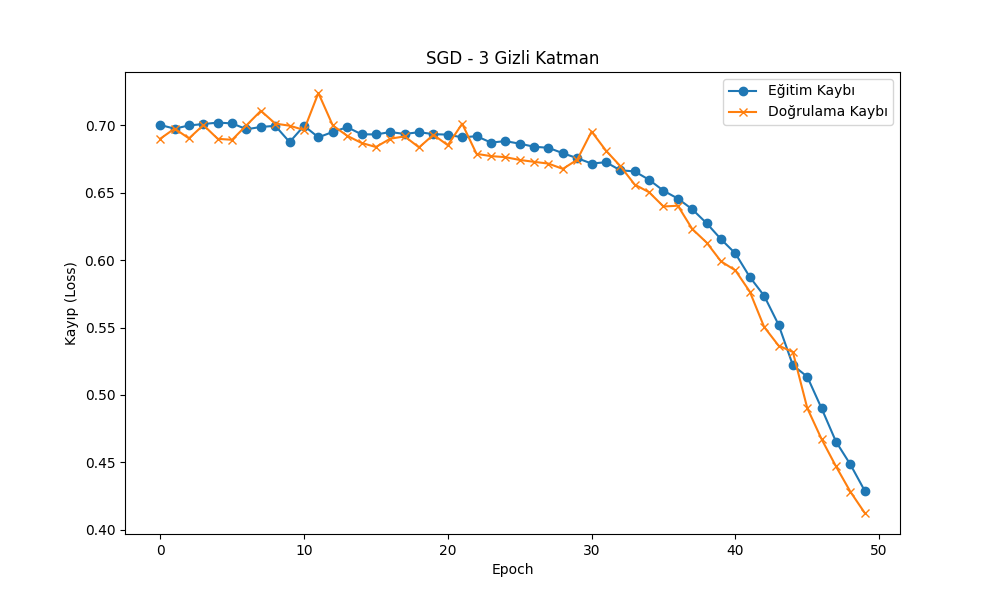 SGD - 3 Gizli Katman
Eğitim Kaybı
Doğrulama Kaybı
Kayıp (Loss)
0.70
0.65
0.60
0.55
0.50
0.45
0.40
0 10 20 30 40 50
Epoch